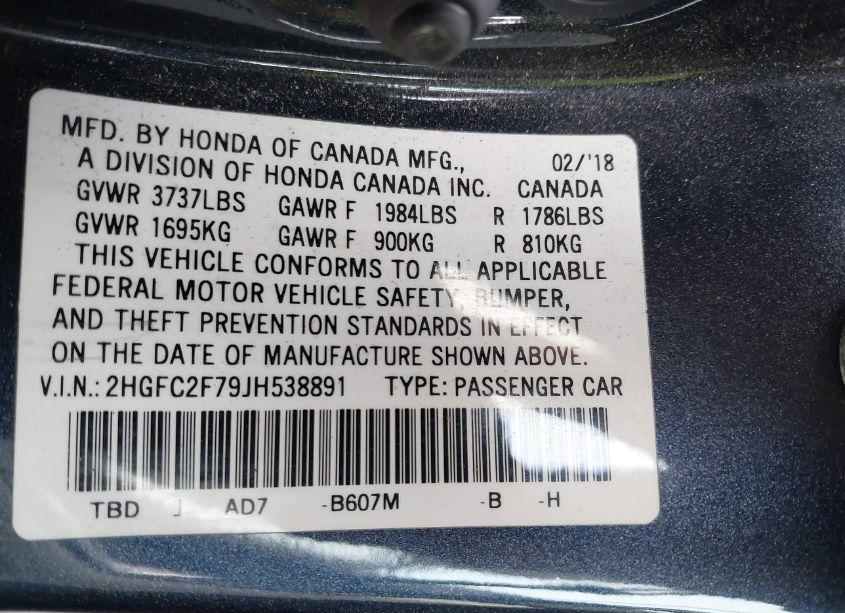 MFD. BY HONDA OF CANADA MFG., 02/'18
A DIVISION OF HONDA CANADA INC. CANADA
GVWR 3737LBS GAWR F 1984LBS R 1786LBS
GVWR 1695KG GAWR F 900KG R 810KG
THIS VEHICLE CONFORMS TO ALL APPLICABLE
FEDERAL MOTOR VEHICLE SAFETY, BUMPER,
AND THEFT PREVENTION STANDARDS IN EFFECT
ON THE DATE OF MANUFACTURE SHOWN ABOVE.
V.I.N.: 2HGFC2F79JH538891 TYPE: PASSENGER CAR
TBD J AD7 -B607M -B -H